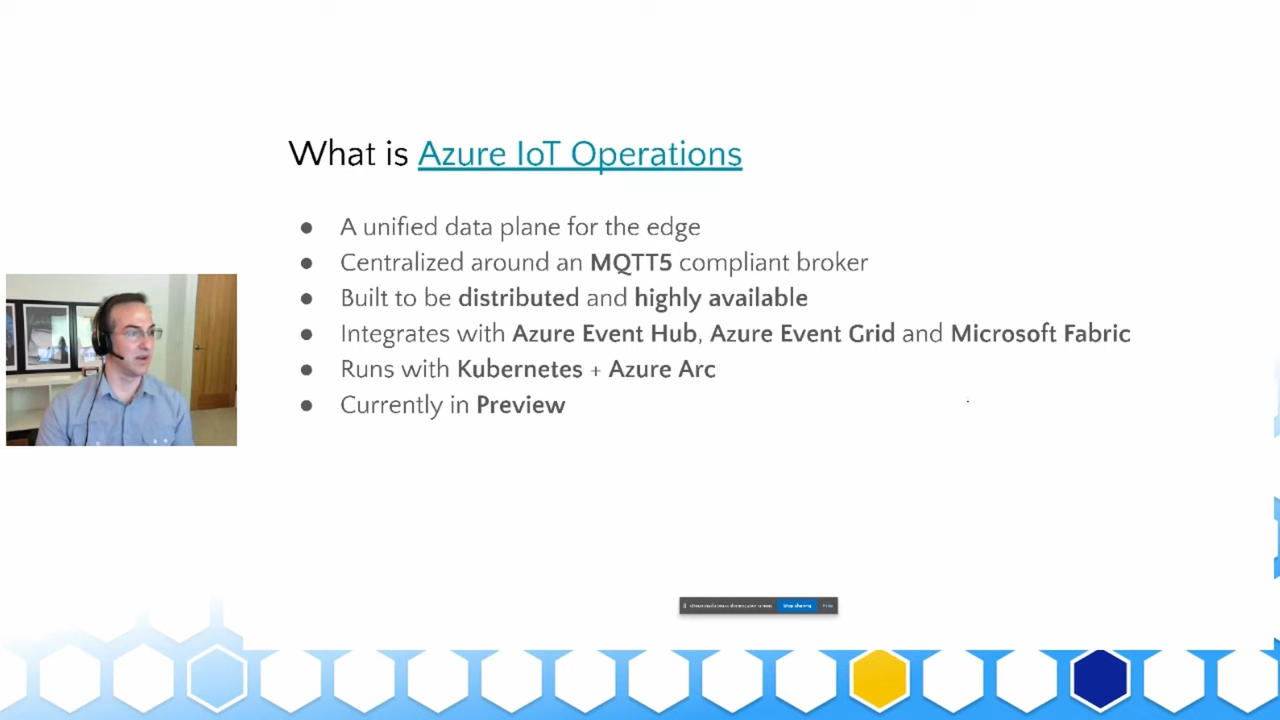 What is Azure IoT Operations
● A unified data plane for the edge
● Centralized around an MQTT5 compliant broker
● Built to be distributed and highly available
● Integrates with Azure Event Hub, Azure Event Grid and Microsoft Fabric
● Runs with Kubernetes + Azure Arc
● Currently in Preview
Stop sharing